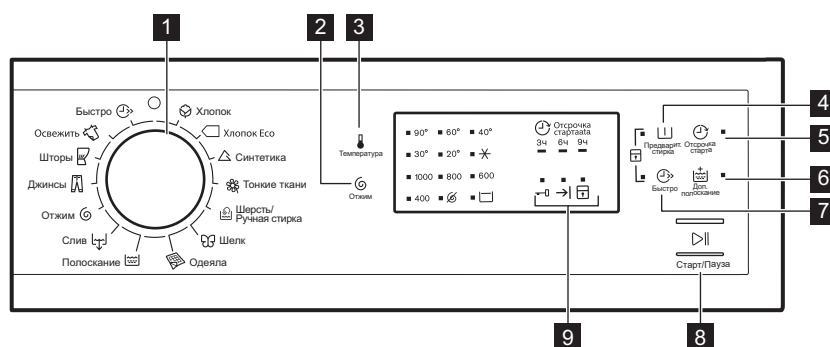 1
2
3
4
5
6
7
8
9
Быстро
Освежить
Шторы
Джинсы
Отжим
Слив
Полоскание
Хлопок
Хлопок Eco
Синтетика
Тонкие ткани
Шерсть/
Ручная стирка
Шелк
Одеяла
Температура
Отжим
90° 60° 40°
30° 20°
1000 800 600
400
Отсрочка
стартаata
3ч 6ч 9ч
Предварит.
стирка
Отсрочка
старта
Быстро
Доп.
полоскание
Старт/Пауза